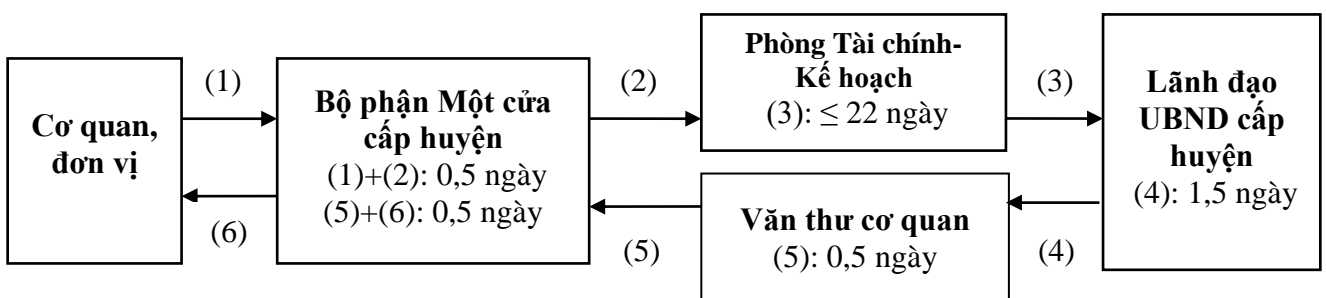 Cơ quan,
đơn vị
(1)
(6)
Bộ phận Một cửa
cấp huyện
(1)+(2): 0,5 ngày
(5)+(6): 0,5 ngày
(2)
(5)
Phòng Tài chính-
Kế hoạch
(3): ≤ 22 ngày
Văn thư cơ quan
(5): 0,5 ngày
(3)
(4)
Lãnh đạo
UBND cấp
huyện
(4): 1,5 ngày